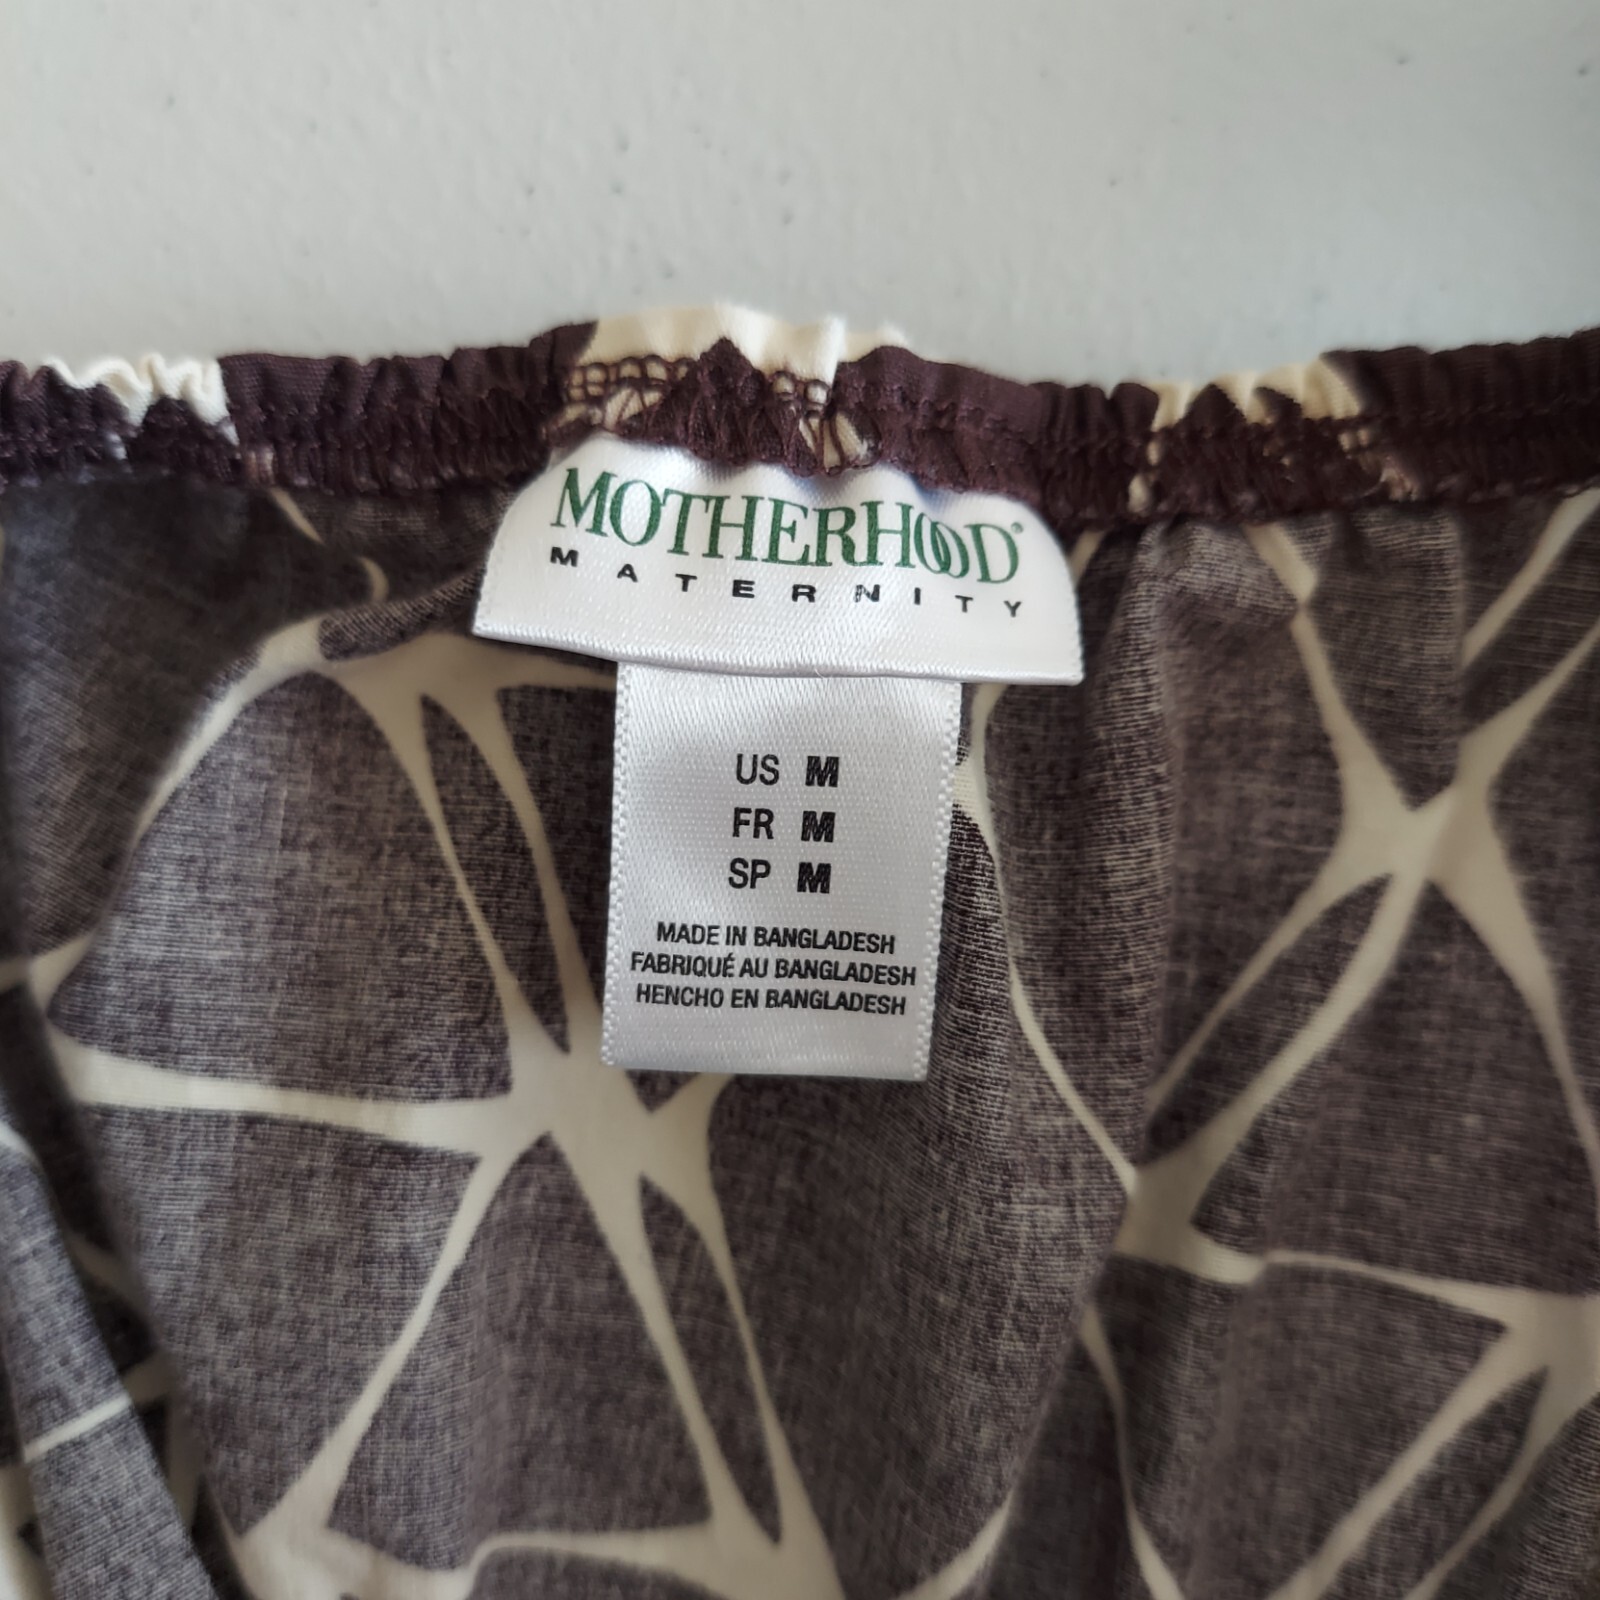 MOTHERHOOD®
MATERNITY
US M
FR M
SP M
MADE IN BANGLADESH
FABRIQUÉ AU BANGLADESH
HENCHO EN BANGLADESH